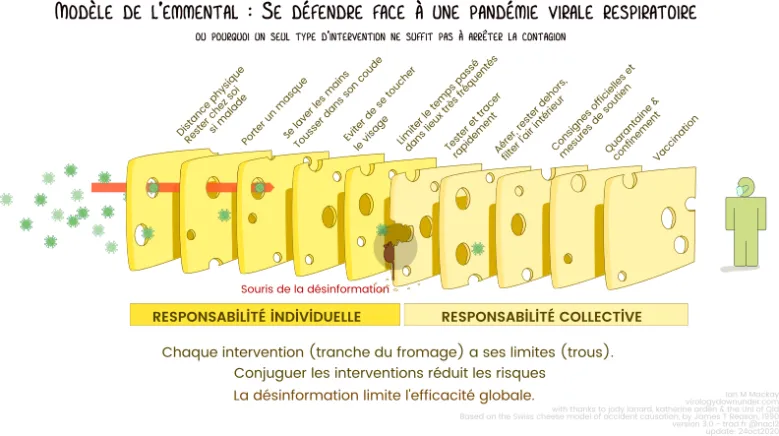 Modèle de l'emmental : Se défendre face à une pandémie virale respiratoire
ou pourquoi un seul type d'intervention ne suffit pas à arrêter la contagion
Distance physique
Rester chez soi
si malade
Porter un masque
Se laver les mains
Tousser dans son coude
Eviter de se toucher
le visage
Limiter le temps passé
dans lieux très fréquentés
Tester et tracer
rapidement
Aérer, rester dehors,
filter l'air intérieur
Consignes officielles et
mesures de soutien
Quarantaine &
confinement
Vaccination
Souris de la désinformation
RESPONSABILITÉ INDIVIDUELLE
RESPONSABILITÉ COLLECTIVE
Chaque intervention (tranche du fromage) a ses limites (trous).
Conjuguer les interventions réduit les risques
La désinformation limite l'efficacité globale.
Ian M Mackay
virologydownunder.com
with thanks to Jody Lanard, Katherine Arden & the Uni of Qld
Based on the Swiss cheese model of accident causation, by James T Reason, 1990
version 3.0 - trad fr @nact2
update: 24oct2020